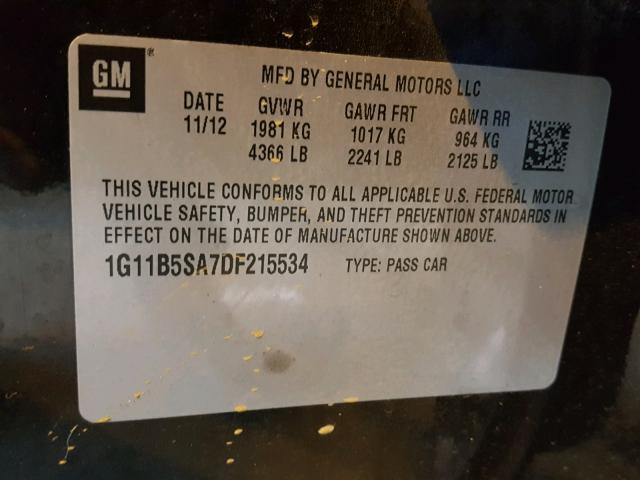 GM ®
MFD BY GENERAL MOTORS LLC
DATE GVWR GAWR FRT GAWR RR
11/12 1981 KG 1017 KG 964 KG
4366 LB 2241 LB 2125 LB
THIS VEHICLE CONFORMS TO ALL APPLICABLE U.S. FEDERAL MOTOR
VEHICLE SAFETY, BUMPER, AND THEFT PREVENTION STANDARDS IN
EFFECT ON THE DATE OF MANUFACTURE SHOWN ABOVE.
1G11B5SA7DF215534 TYPE: PASS CAR